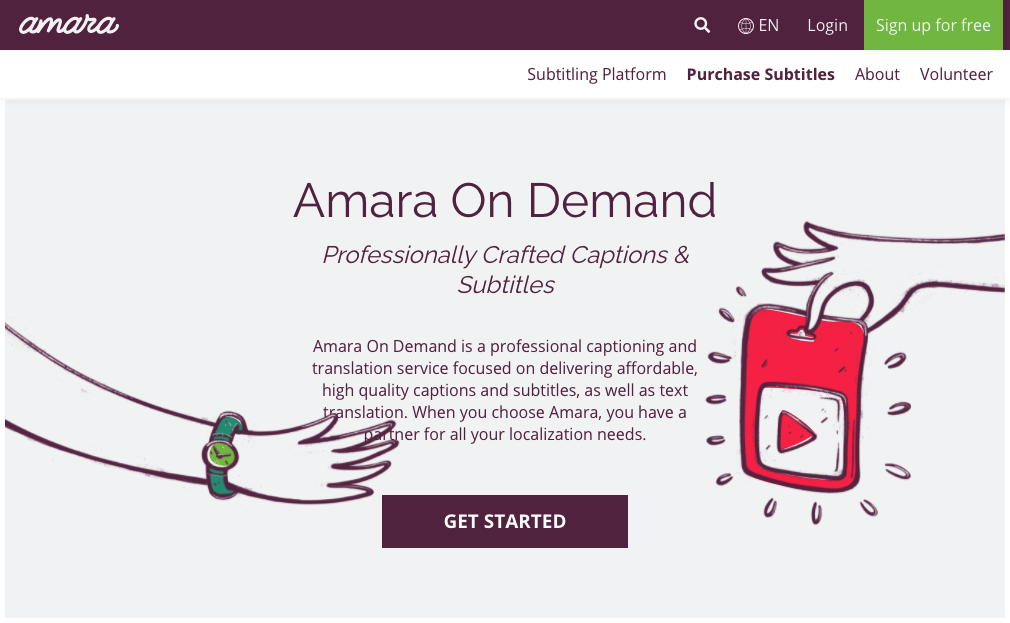 amara
EN
Login
Sign up for free
Subtitling Platform
Purchase Subtitles
About
Volunteer
Amara On Demand
Professionally Crafted Captions &
Subtitles
Amara On Demand is a professional captioning and
translation service focused on delivering affordable,
high quality captions and subtitles, as well as text
translation. When you choose Amara, you have a
partner for all your localization needs.
GET STARTED